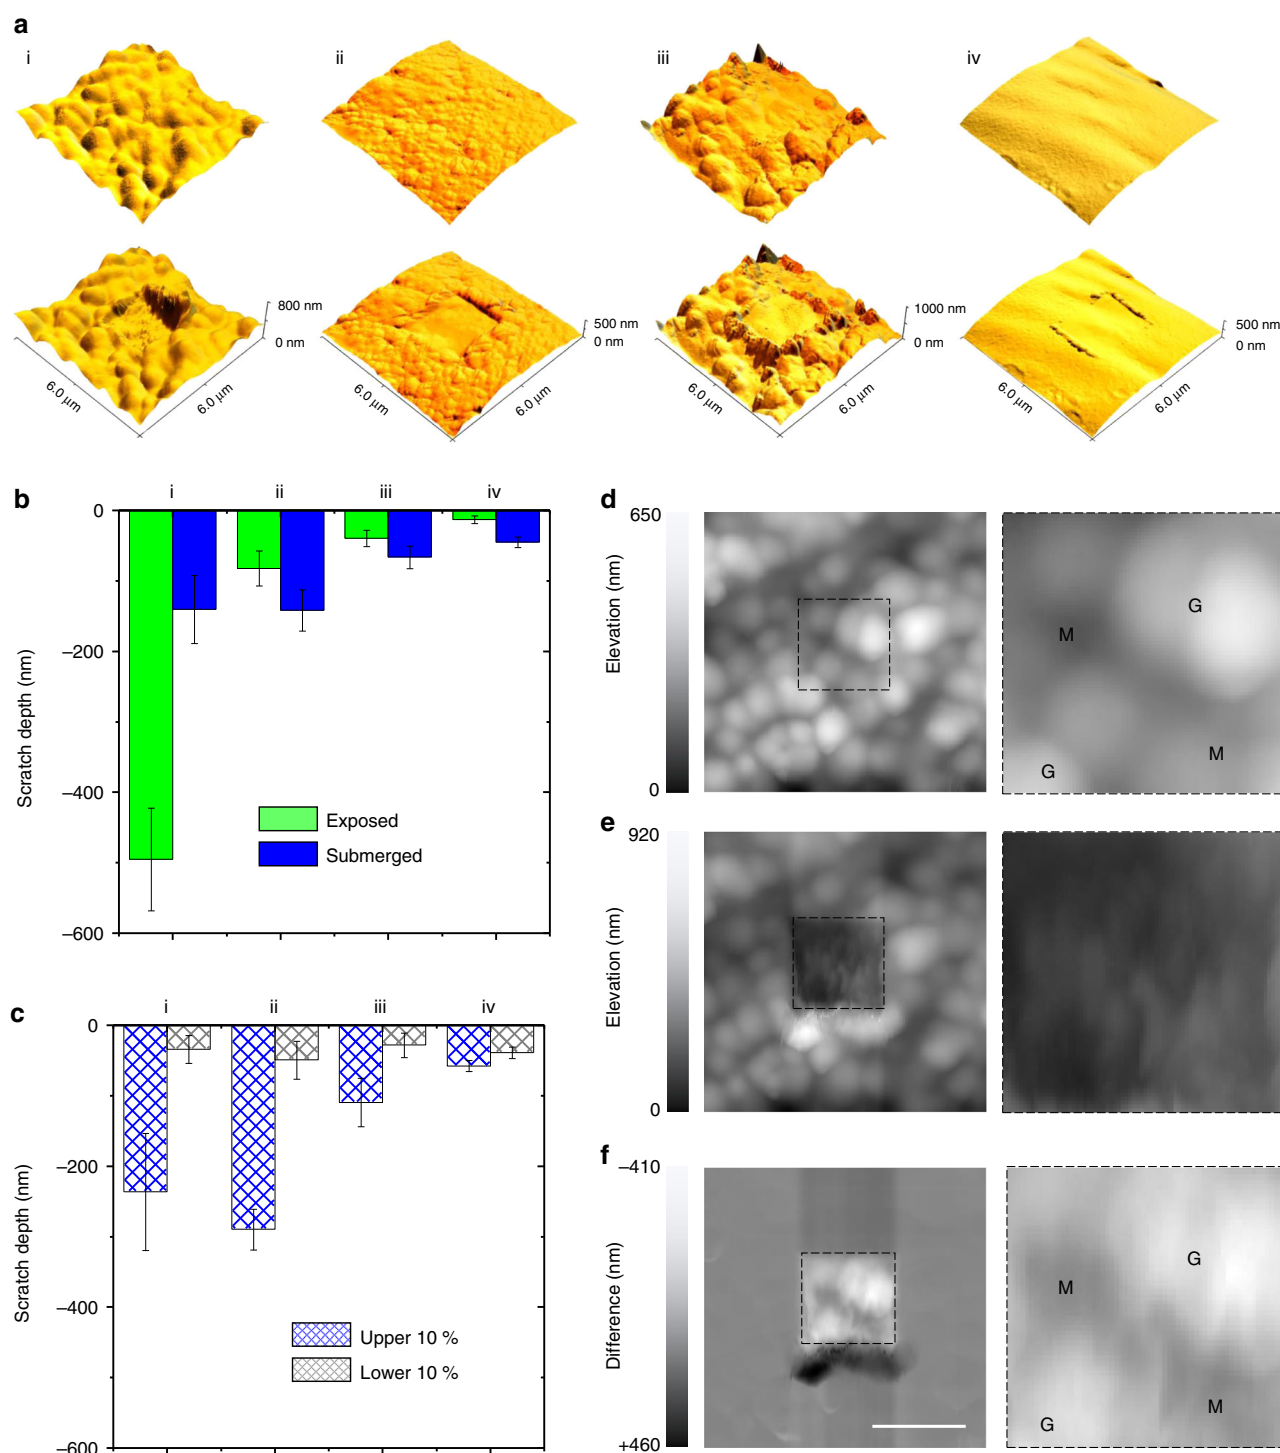 a
i
ii
iii
iv
800 nm
0 nm
6.0 µm
6.0 µm
500 nm
0 nm
6.0 µm
6.0 µm
1000 nm
0 nm
6.0 µm
6.0 µm
500 nm
0 nm
6.0 µm
6.0 µm
b
i
ii
iii
iv
0
–200
–400
–600
Scratch depth (nm)
Exposed
Submerged
c
i
ii
iii
iv
0
–200
–400
–600
Scratch depth (nm)
Upper 10 %
Lower 10 %
d
650
Elevation (nm)
0
G
M
M
G
e
920
Elevation (nm)
0
f
–410
Difference (nm)
+460
G
M
M
G